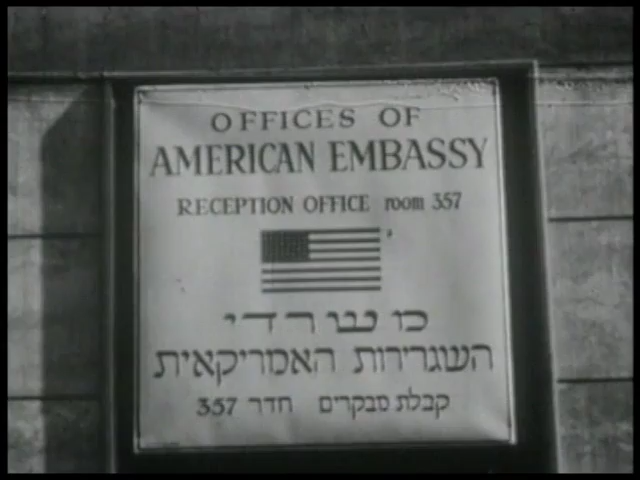 OFFICES OF
AMERICAN EMBASSY
RECEPTION OFFICE room 357
משרדי
השגרירות האמריקאית
קבלת מבקרים חדר 357